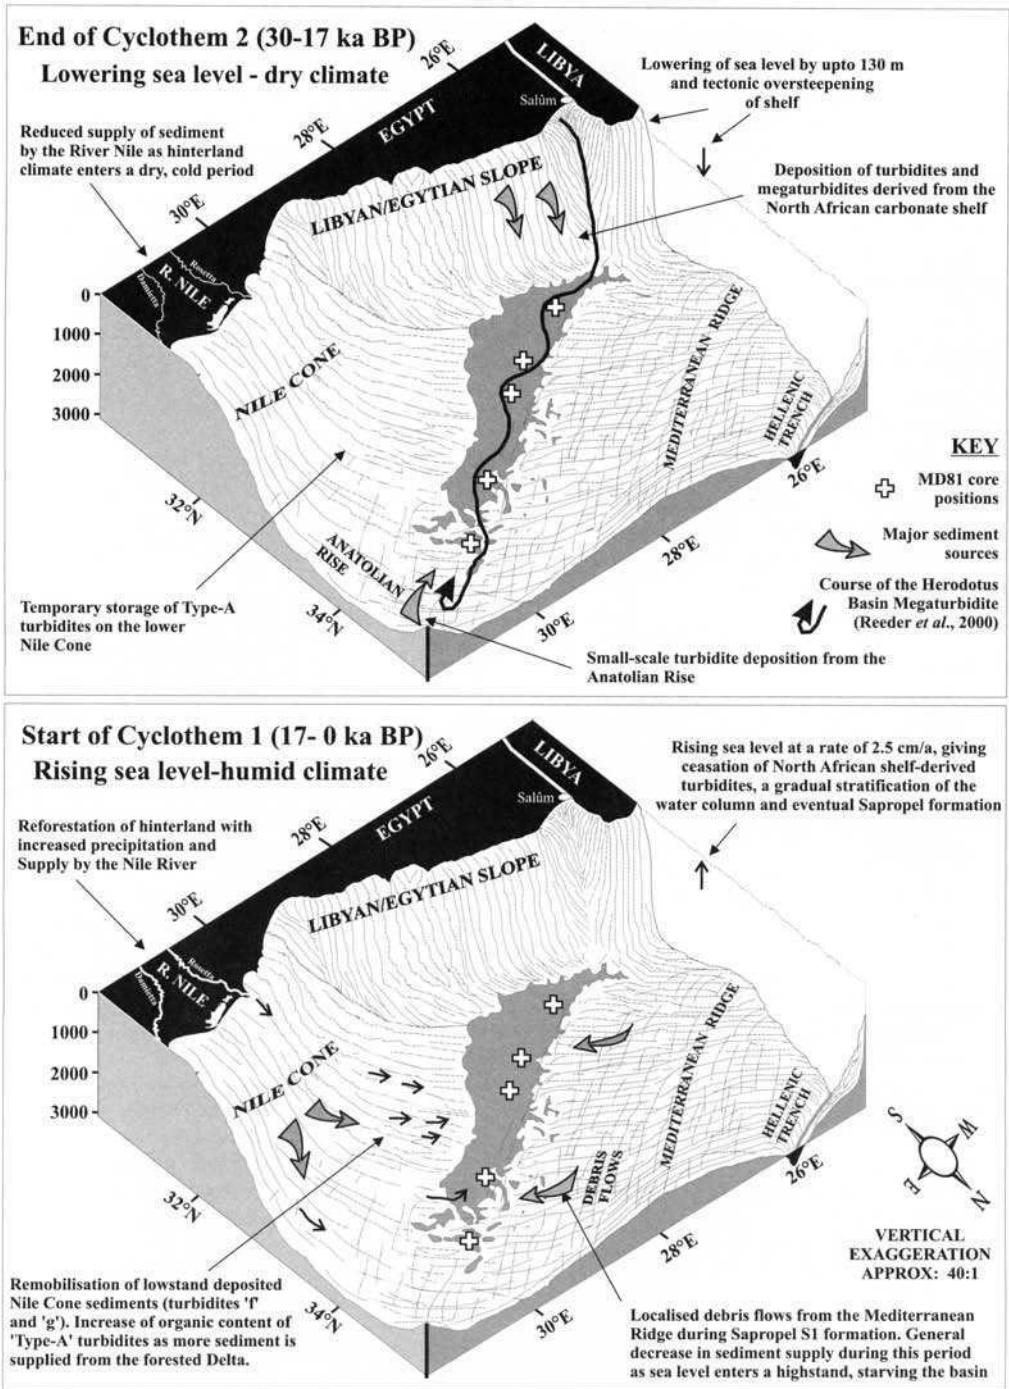 End of Cyclothem 2 (30-17 ka BP)
Lowering sea level - dry climate
Reduced supply of sediment
by the River Nile as hinterland
climate enters a dry, cold period
Lowering of sea level by upto 130 m
and tectonic oversteepening
of shelf
Deposition of turbidites and
megaturbidites derived from the
North African carbonate shelf
26°E
LIBYA
Salûm
28°E
EGYPT
30°E
LIBYAN/EGYTIAN SLOPE
Rosetta
R. NILE
Damietta
0
1000
2000
3000
NILE CONE
MEDITERRANEAN RIDGE
HELLENIC
TRENCH
26°E
32°N
28°E
ANATOLIAN
RISE
34°N
30°E
KEY
MD81 core
positions
Major sediment
sources
Course of the Herodotus
Basin Megaturbidite
(Reeder et al., 2000)
Temporary storage of Type-A
turbidites on the lower
Nile Cone
Small-scale turbidite deposition from the
Anatolian Rise
Start of Cyclothem 1 (17- 0 ka BP)
Rising sea level-humid climate
Reforestation of hinterland with
increased precipitation and
Supply by the Nile River
Rising sea level at a rate of 2.5 cm/a, giving
ceasation of North African shelf-derived
turbidites, a gradual stratification of the
water column and eventual Sapropel formation
26°E
LIBYA
Salûm
28°E
EGYPT
30°E
LIBYAN/EGYTIAN SLOPE
Rosetta
R. NILE
Damietta
0
1000
2000
3000
NILE CONE
MEDITERRANEAN RIDGE
HELLENIC
TRENCH
DEBRIS
FLOWS
26°E
32°N
28°E
34°N
30°E
S
W
E
N
VERTICAL
EXAGGERATION
APPROX: 40:1
Remobilisation of lowstand deposited
Nile Cone sediments (turbidites 'f'
and 'g'). Increase of organic content of
'Type-A' turbidites as more sediment is
supplied from the forested Delta.
Localised debris flows from the Mediterranean
Ridge during Sapropel S1 formation. General
decrease in sediment supply during this period
as sea level enters a highstand, starving the basin